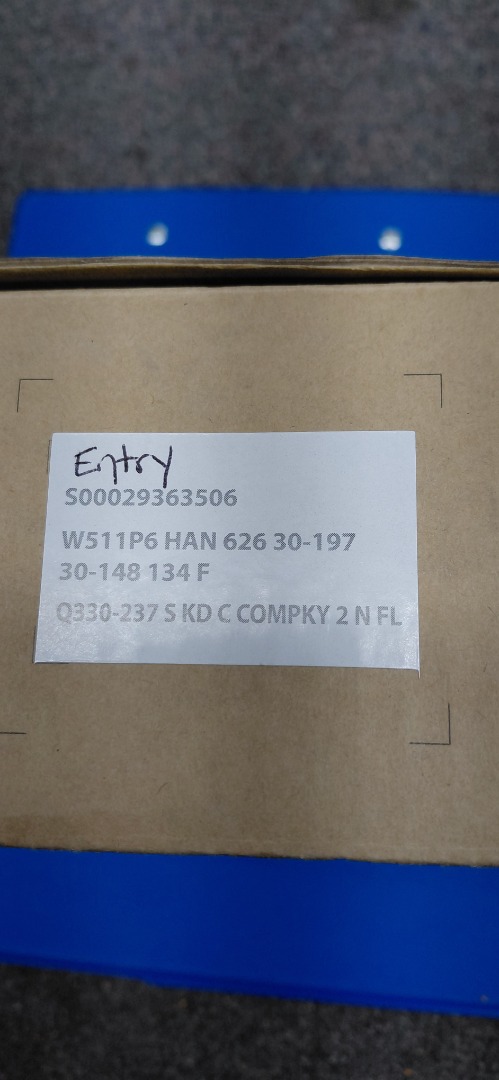 Entry
S00029363506
W511P6 HAN 626 30-197
30-148 134 F
Q330-237 S KD C COMPKY 2 N FL